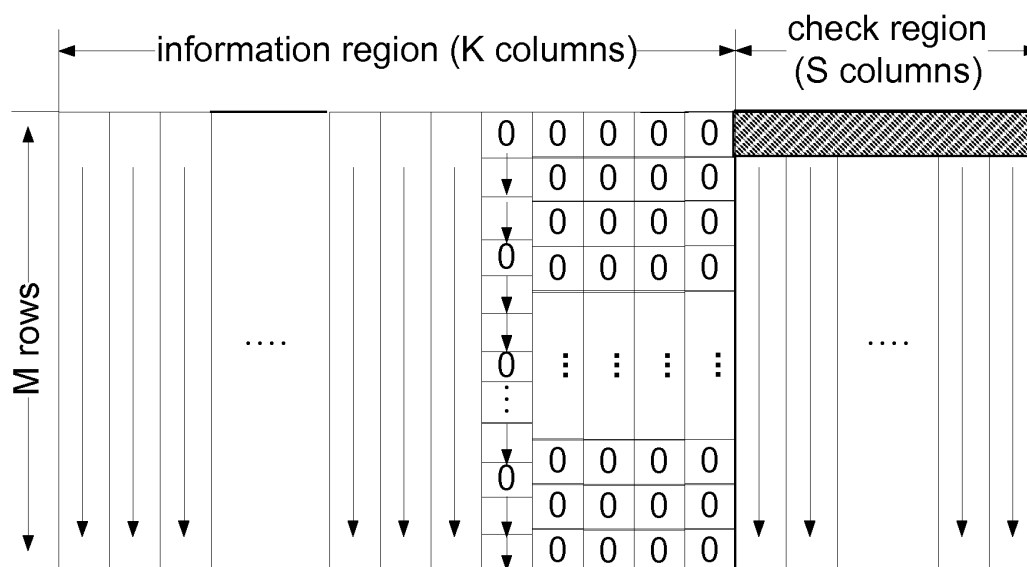 information region (K columns)
check region
(S columns)
M rows
0 0 0 0 0
0 0 0 0
0 0 0 0
0 0 0 0 0
....
0 ... ... ... ...
...
....
0 0 0 0
0 0 0 0 0
0 0 0 0